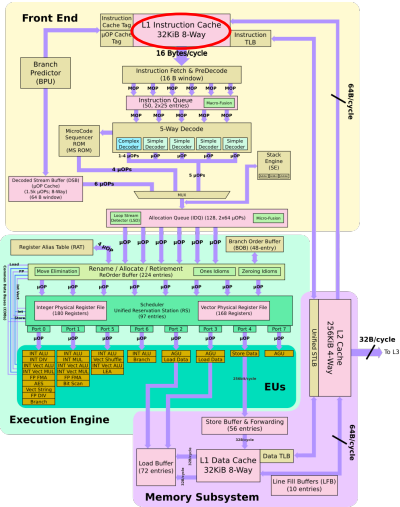 Front End
Instruction
Cache Tag
μOP Cache
Tag
L1 Instruction Cache
32KiB 8-Way
Instruction
TLB
16 Bytes/cycle
Branch
Predictor
(BPU)
Instruction Fetch & PreDecode
(16 B window)
MOP MOP MOP MOP MOP MOP
Instruction Queue
(50, 2x25 entries)
Macro-Fusion
MOP MOP MOP MOP MOP
64B/cycle
MicroCode
Sequencer
ROM
(MS ROM)
5-Way Decode
Complex
Decoder
Simple
Decoder
Simple
Decoder
Simple
Decoder
Simple
Decoder
1-4 μOPs μOP μOP μOP μOP
Stack
Engine
(SE)
4 μOPs
5 μOPs
Decoded Stream Buffer (DSB)
(μOP Cache)
(1.5k μOPs; 8-Way)
(64 B window)
6 μOPs
MUX
Loop Stream
Detector (LSD)
Allocation Queue (IDQ) (128, 2x64 μOPs)
Micro-Fusion
Register Alias Table (RAT)
μOP μOP μOP μOP μOP μOP
Branch Order Buffer
(BOB) (48-entry)
Move Elimination
Rename / Allocate / Retirement
ReOrder Buffer (224 entries)
Ones Idioms
Zeroing Idioms
Integer Physical Register File
(180 Registers)
Scheduler
Unified Reservation Station (RS)
(97 entries)
Vector Physical Register File
(168 Registers)
Port 0
Port 1
Port 5
Port 6
Port 2
Port 3
Port 4
Port 7
μOP μOP μOP μOP μOP μOP μOP μOP
INT ALU
INT DIV
INT Vect ALU
INT Vect MUL
FP FMA
AES
Vect String
FP DIV
Branch
INT ALU
INT MUL
INT Vect ALU
INT Vect MUL
FP FMA
Bit Scan
INT ALU
Vect Shuffle
INT Vect ALU
LEA
INT ALU
Branch
AGU
Load Data
AGU
Load Data
Store Data
AGU
EUs
Execution Engine
Unified STLB
L2 Cache
256KiB 4-Way
32B/cycle
To L3
Store Buffer & Forwarding
(56 entries)
32B/cycle
Load Buffer
(72 entries)
L1 Data Cache
32KiB 8-Way
Data TLB
64B/cycle
Line Fill Buffers (LFB)
(10 entries)
Memory Subsystem